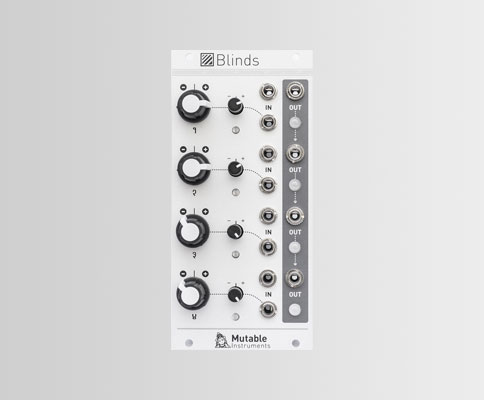 Blinds
IN
OUT
1
IN
OUT
2
IN
OUT
3
IN
OUT
4
Mutable
Instruments